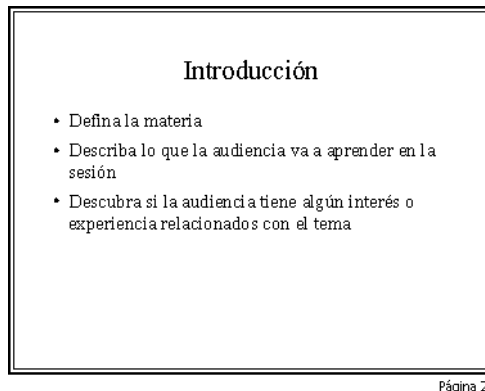 Introducción
• Defina la materia
• Describa lo que la audiencia va a aprender en la
sesión
• Descubra si la audiencia tiene algún interés o
experiencia relacionados con el tema
Página 2